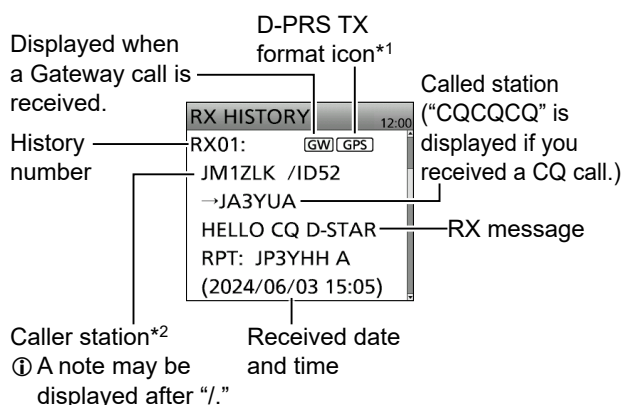 D-PRS TX
format icon*1
Displayed when
a Gateway call is
received.
Called station
("CQCQCQ" is
displayed if you
received a CQ call.)
RX HISTORY 12:00
History
number
RX01: GW GPS
JM1ZLK /ID52
→JA3YUA
HELLO CQ D-STAR
RX message
RPT: JP3YHH A
(2024/06/03 15:05)
Caller station*2
ⓘ A note may be
displayed after "/."
Received date
and time